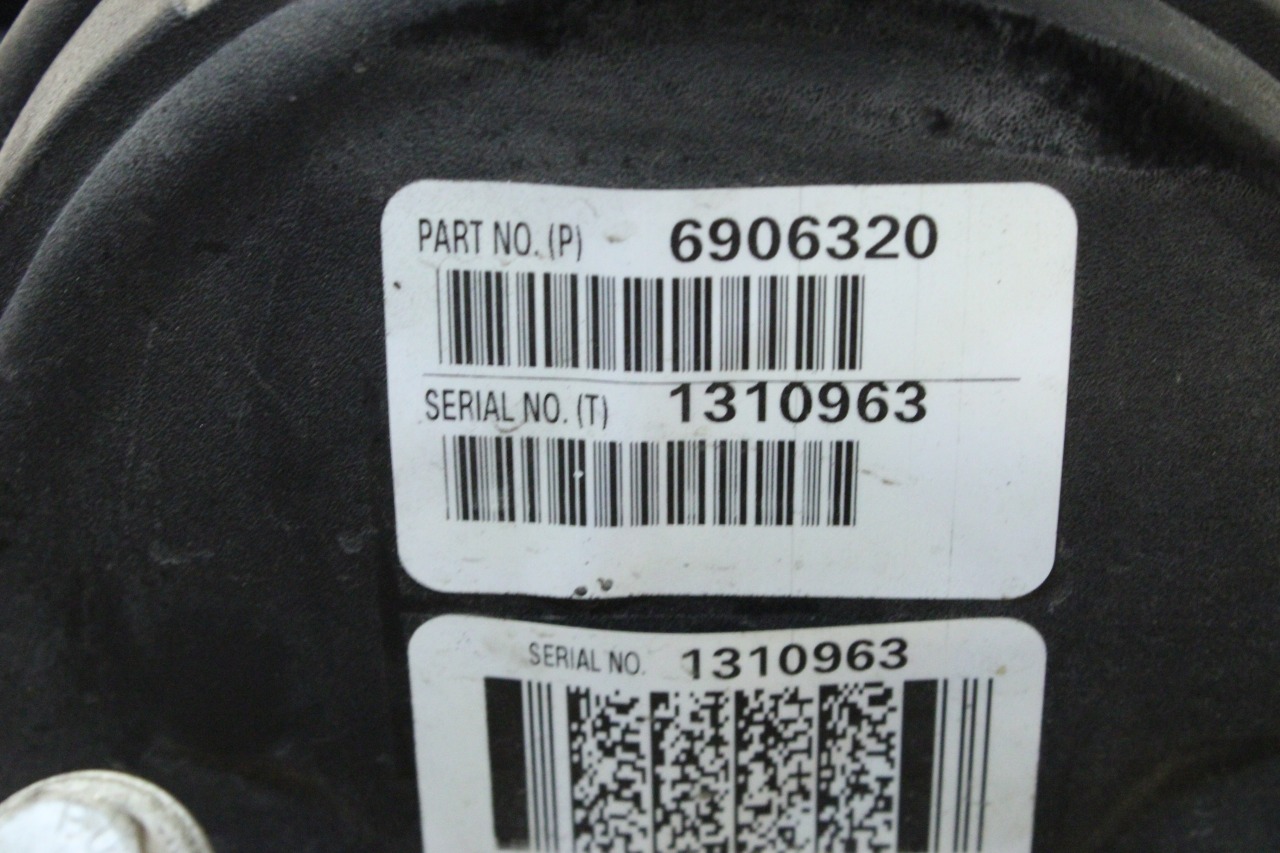 PART NO. (P) 6906320
SERIAL NO. (T) 1310963
SERIAL NO. 1310963